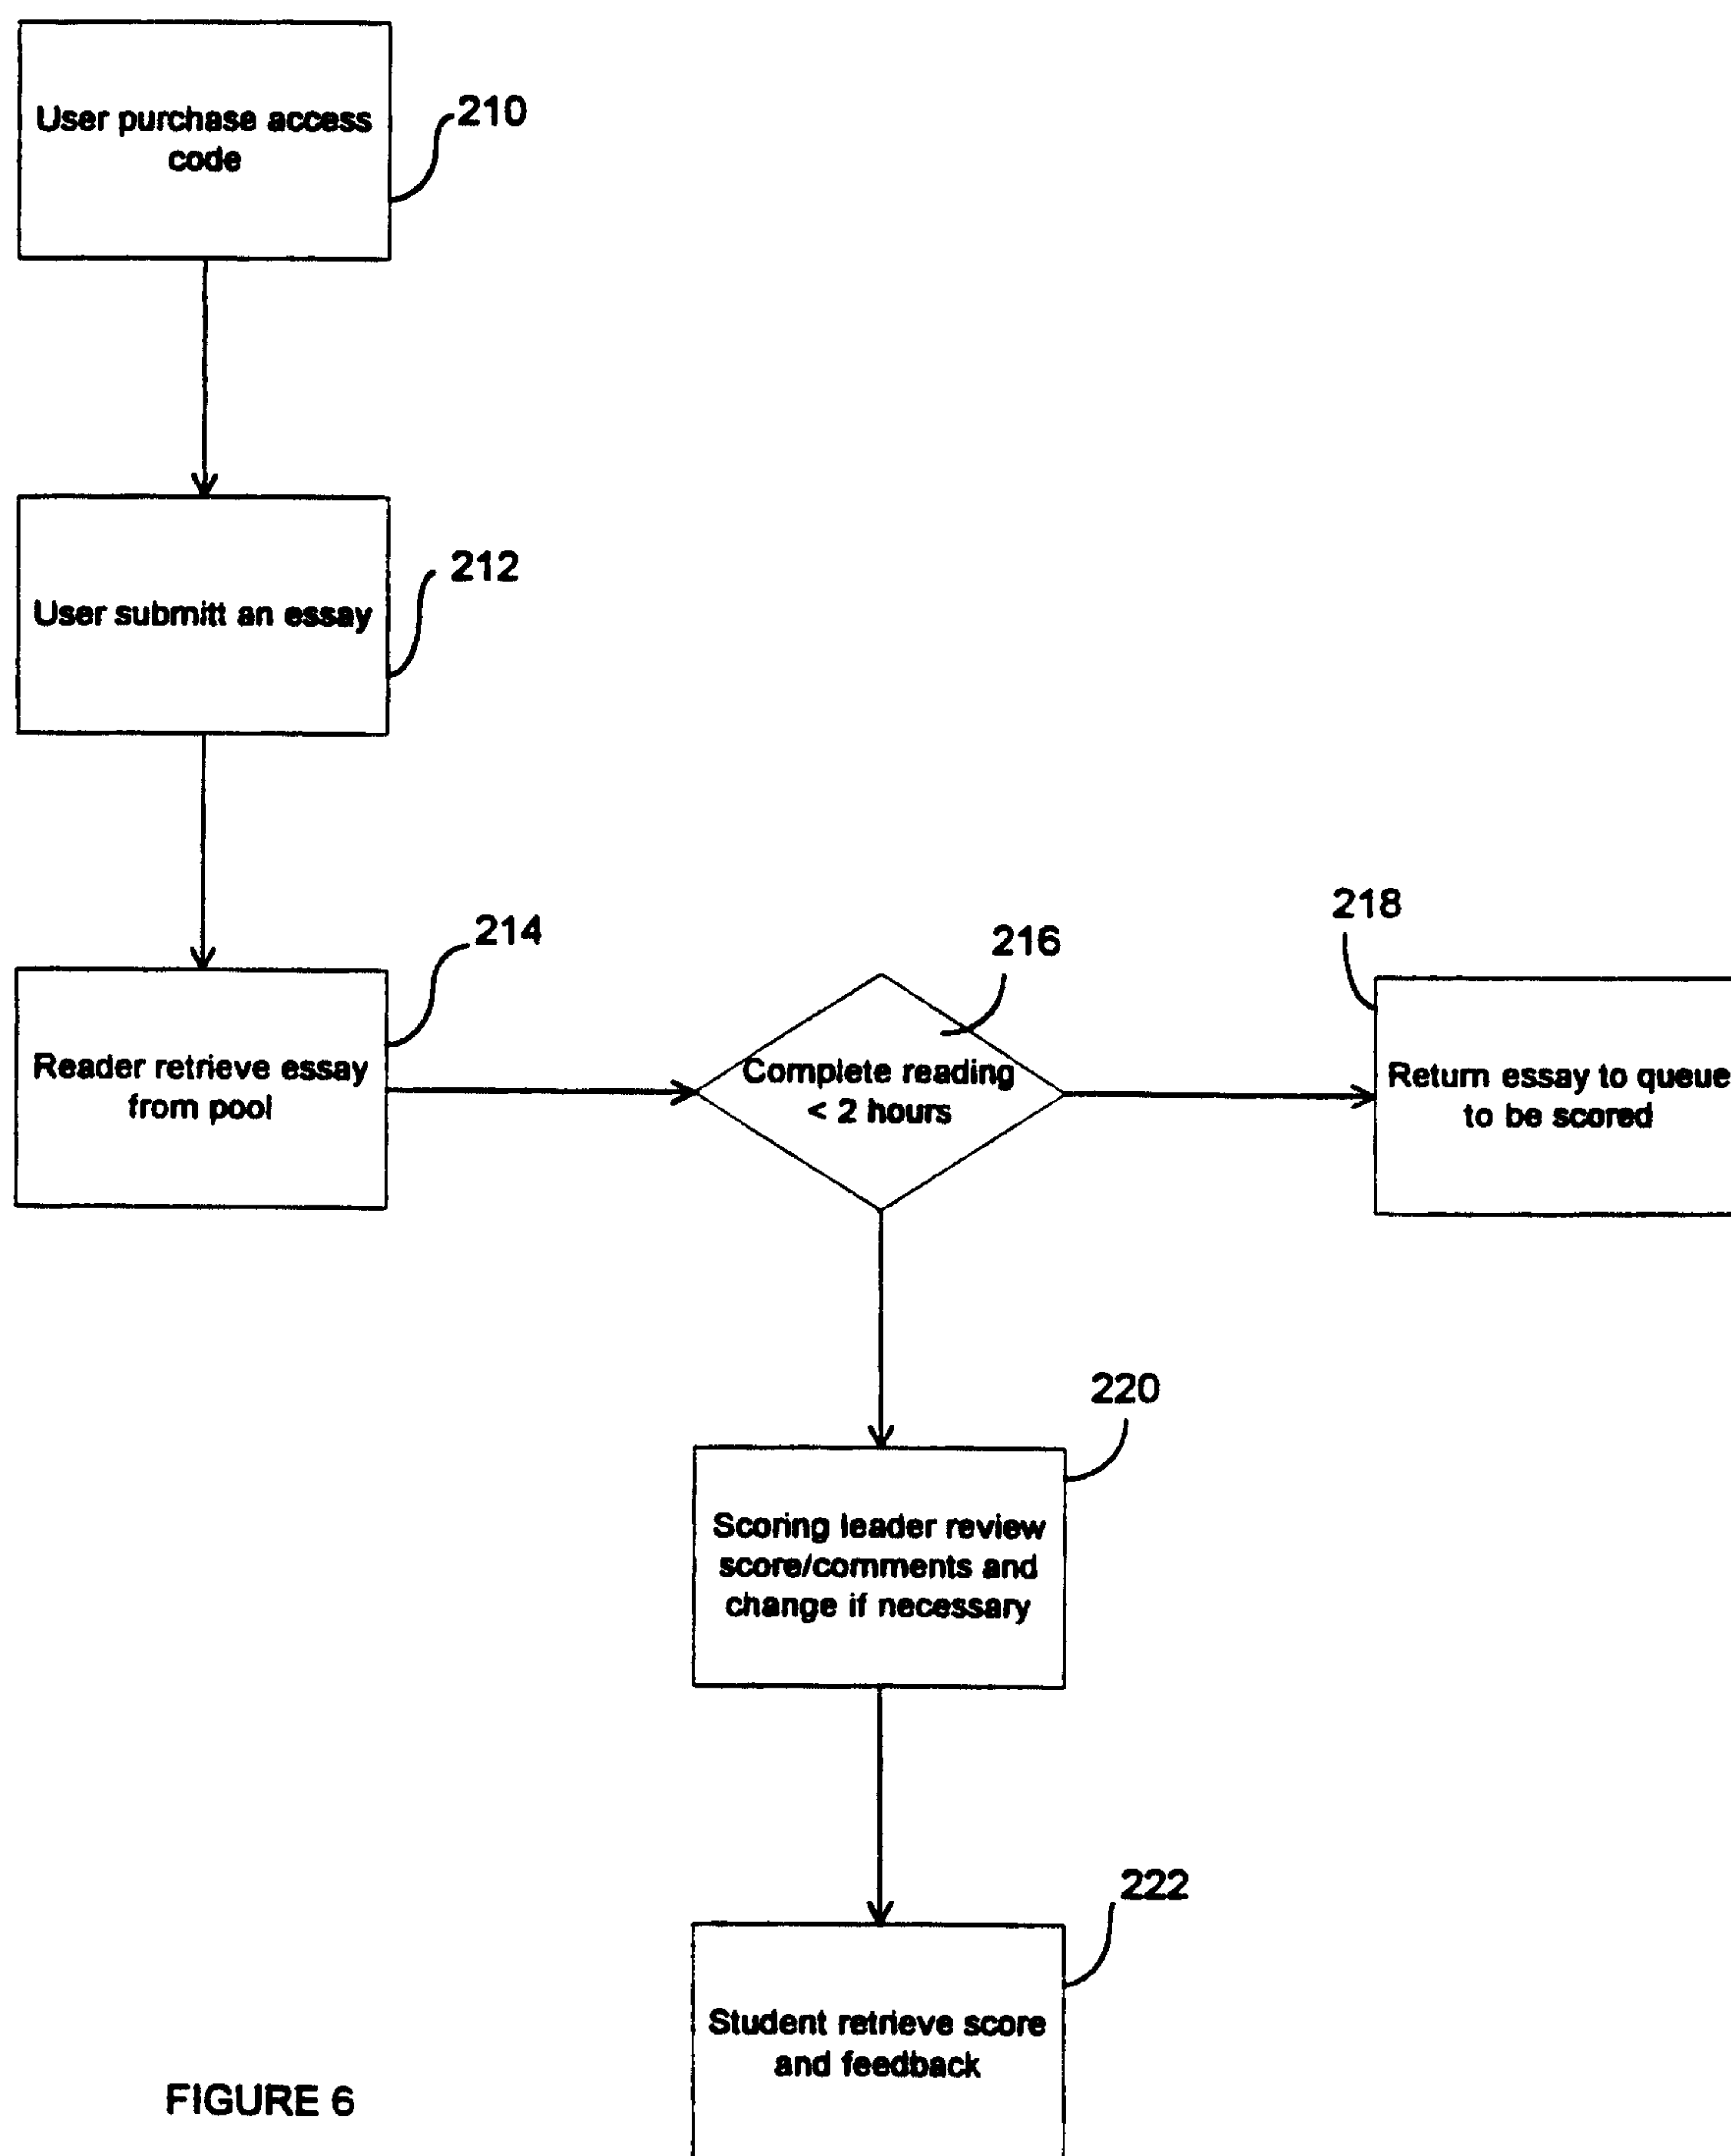 User purchase access
code
210
User submitt an essay
212
Reader retrieve essay
from pool
214
Complete reading
< 2 hours
216
Return essay to queue
to be scored
218
Scoring leader review
score/comments and
change if necessary
220
Student retrieve score
and feedback
222
FIGURE 6